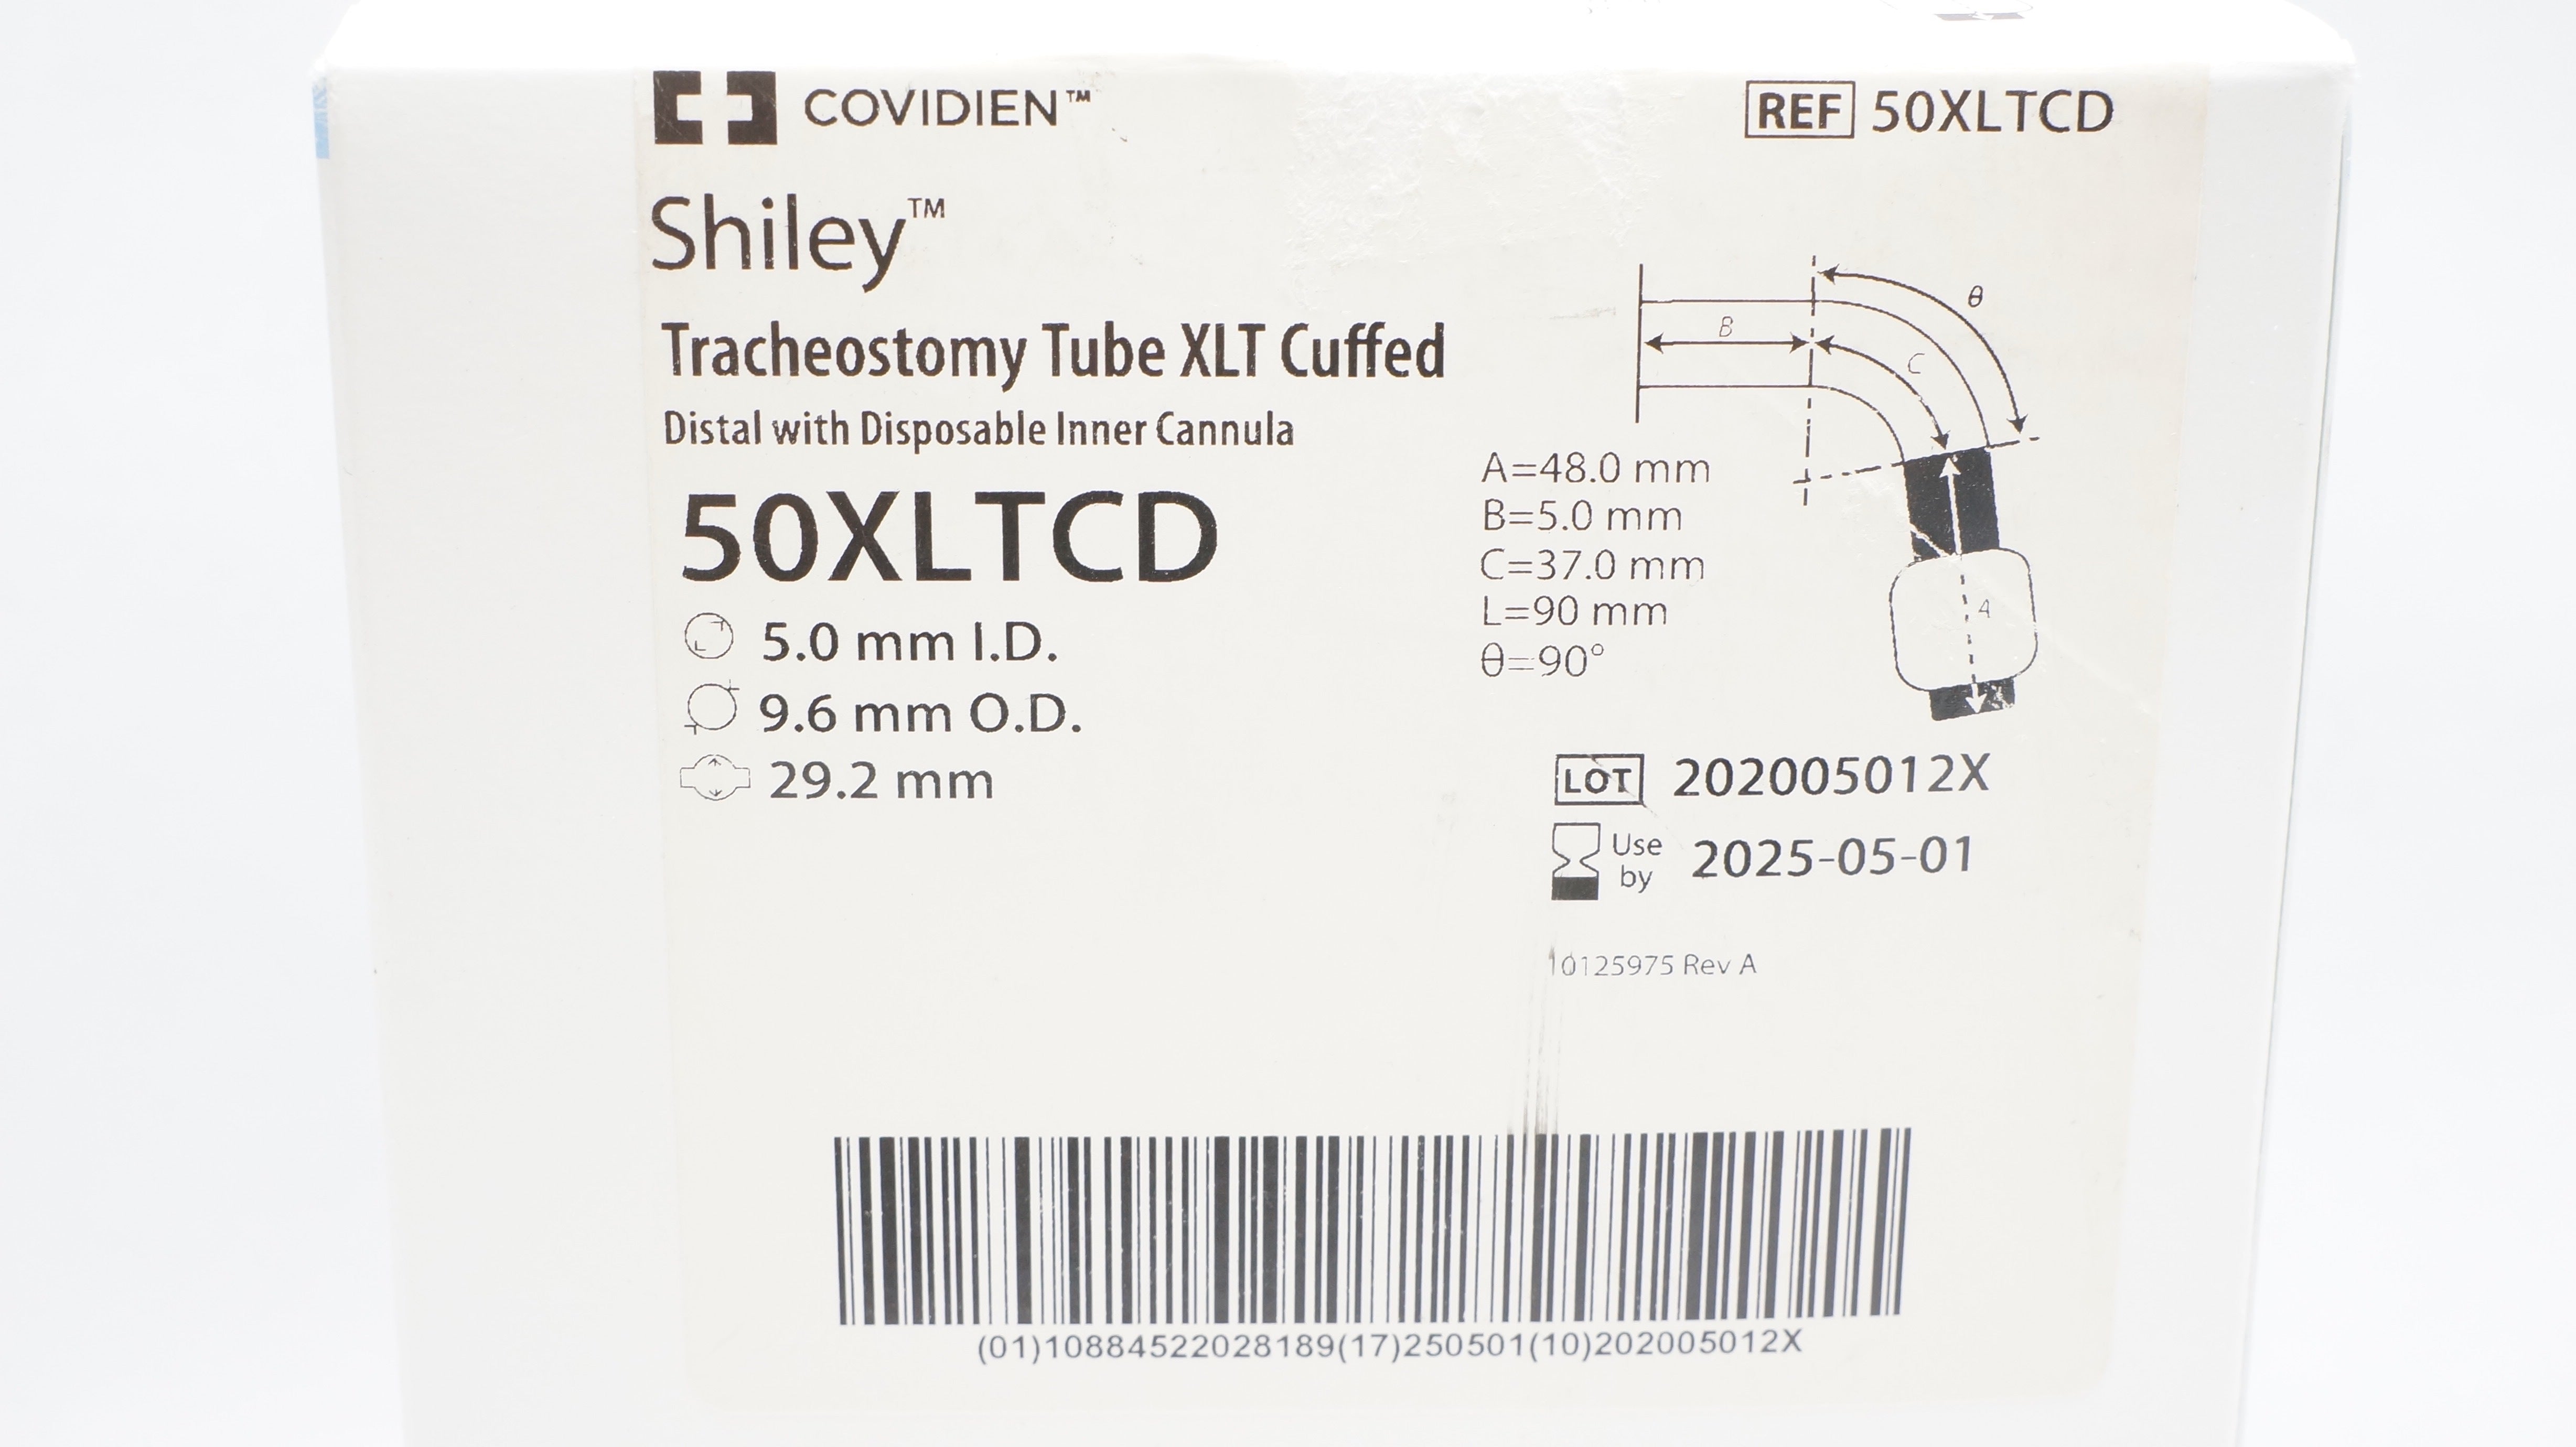 COVIDIEN™
REF 50XLTCD
Shiley™
Tracheostomy Tube XLT Cuffed
Distal with Disposable Inner Cannula
50XLTCD
5.0 mm I.D.
9.6 mm O.D.
29.2 mm
θ
B
C
A=48.0 mm
B=5.0 mm
C=37.0 mm
L=90 mm
θ=90°
A
LOT 202005012X
Use by 2025-05-01
10125975 Rev A
(01)10884522028189(17)250501(10)202005012X